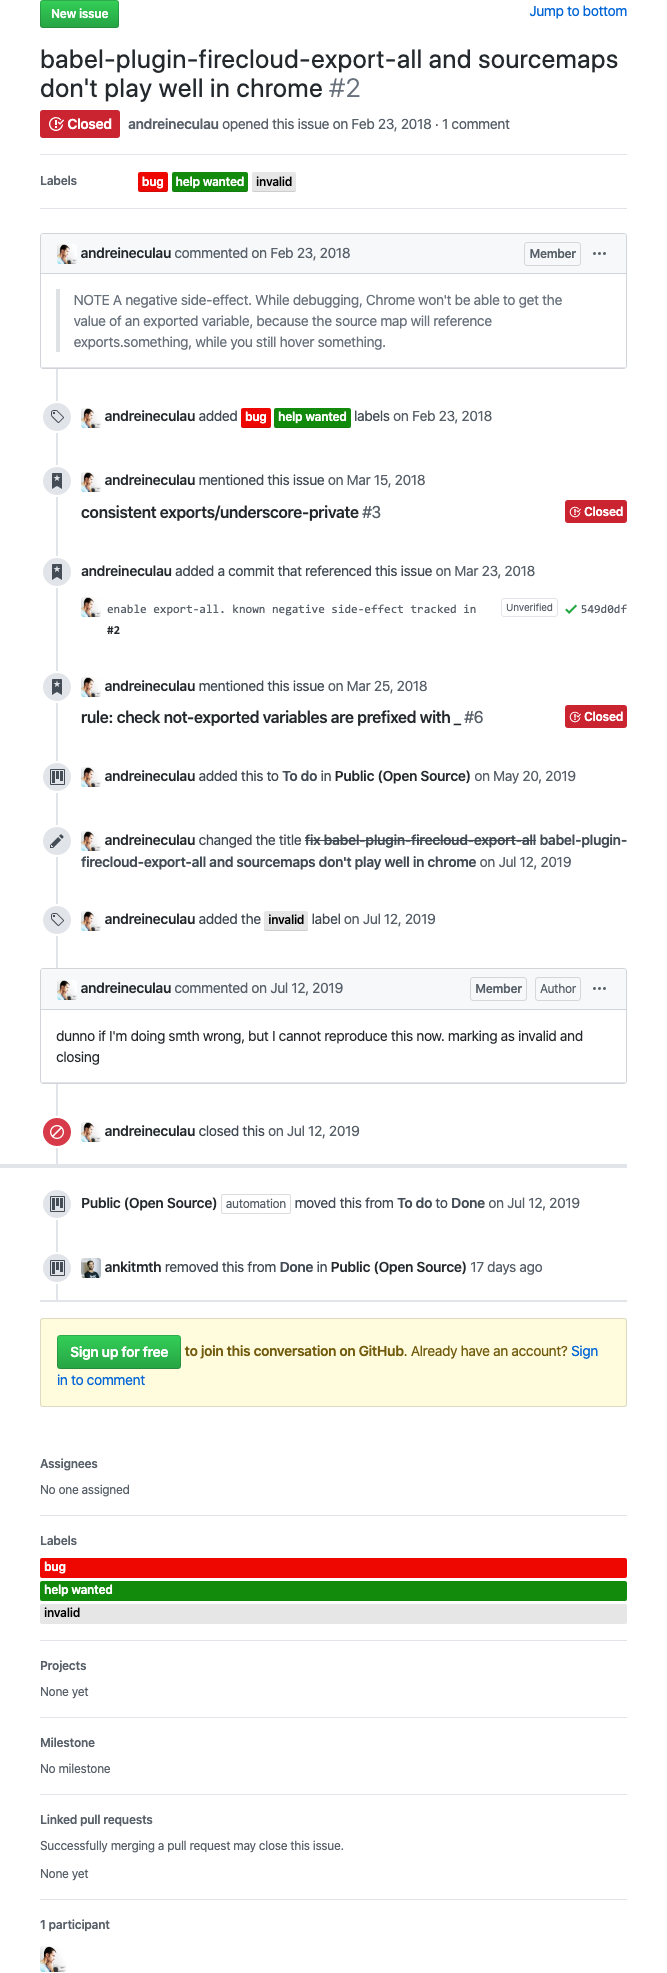 New issue
Jump to bottom
babel-plugin-firecloud-export-all and sourcemaps
don't play well in chrome #2
Closed andreineculau opened this issue on Feb 23, 2018 · 1 comment
Labels bug help wanted invalid
andreineculau commented on Feb 23, 2018 Member ...
NOTE A negative side-effect. While debugging, Chrome won't be able to get the
value of an exported variable, because the source map will reference
exports.something, while you still hover something.
andreineculau added bug help wanted labels on Feb 23, 2018
andreineculau mentioned this issue on Mar 15, 2018
consistent exports/underscore-private #3 Closed
andreineculau added a commit that referenced this issue on Mar 23, 2018
enable export-all. known negative side-effect tracked in Unverified 549d0df
#2
andreineculau mentioned this issue on Mar 25, 2018
rule: check not-exported variables are prefixed with _ #6 Closed
andreineculau added this to To do in Public (Open Source) on May 20, 2019
andreineculau changed the title fix babel-plugin-firecloud-export-all babel-plugin-
firecloud-export-all and sourcemaps don't play well in chrome on Jul 12, 2019
andreineculau added the invalid label on Jul 12, 2019
andreineculau commented on Jul 12, 2019 Member Author ...
dunno if I'm doing smth wrong, but I cannot reproduce this now. marking as invalid and
closing
andreineculau closed this on Jul 12, 2019
Public (Open Source) automation moved this from To do to Done on Jul 12, 2019
ankitmth removed this from Done in Public (Open Source) 17 days ago
Sign up for free to join this conversation on GitHub. Already have an account? Sign
in to comment
Assignees
No one assigned
Labels
bug
help wanted
invalid
Projects
None yet
Milestone
No milestone
Linked pull requests
Successfully merging a pull request may close this issue.
None yet
1 participant